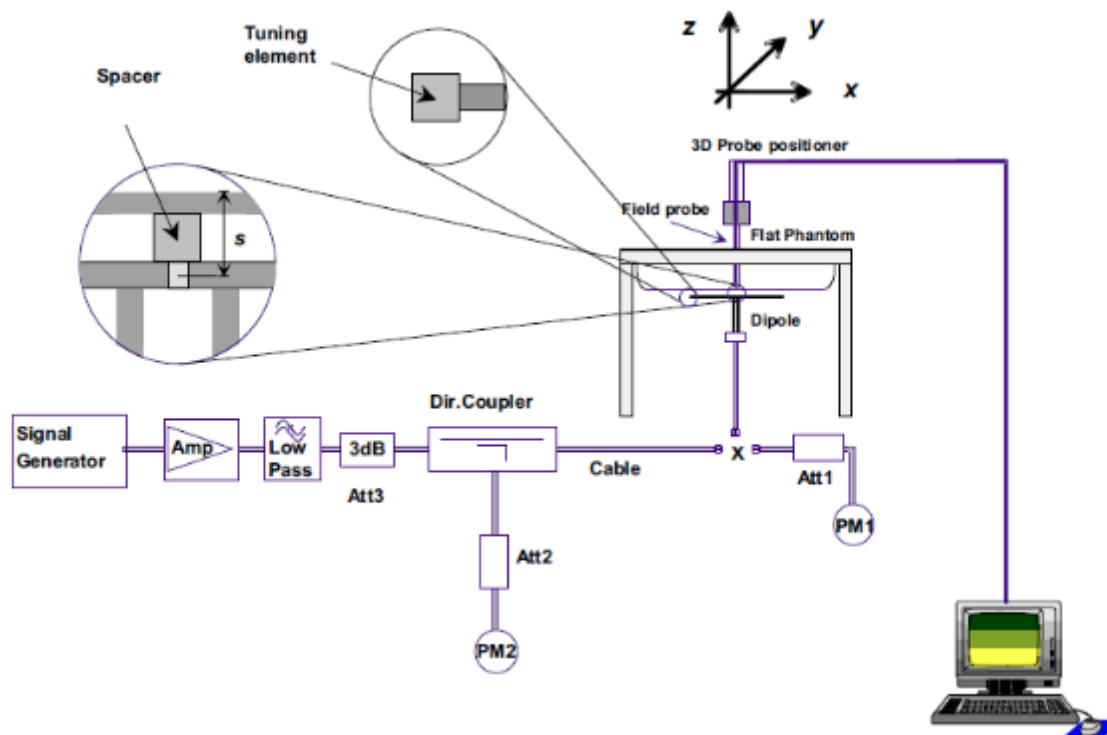 Tuning
element
Spacer
z
y
x
3D Probe positioner
Field probe
Flat Phantom
s
Dipole
Dir.Coupler
Signal
Generator
Amp
Low
Pass
3dB
Att3
Cable
X
Att1
PM1
Att2
PM2